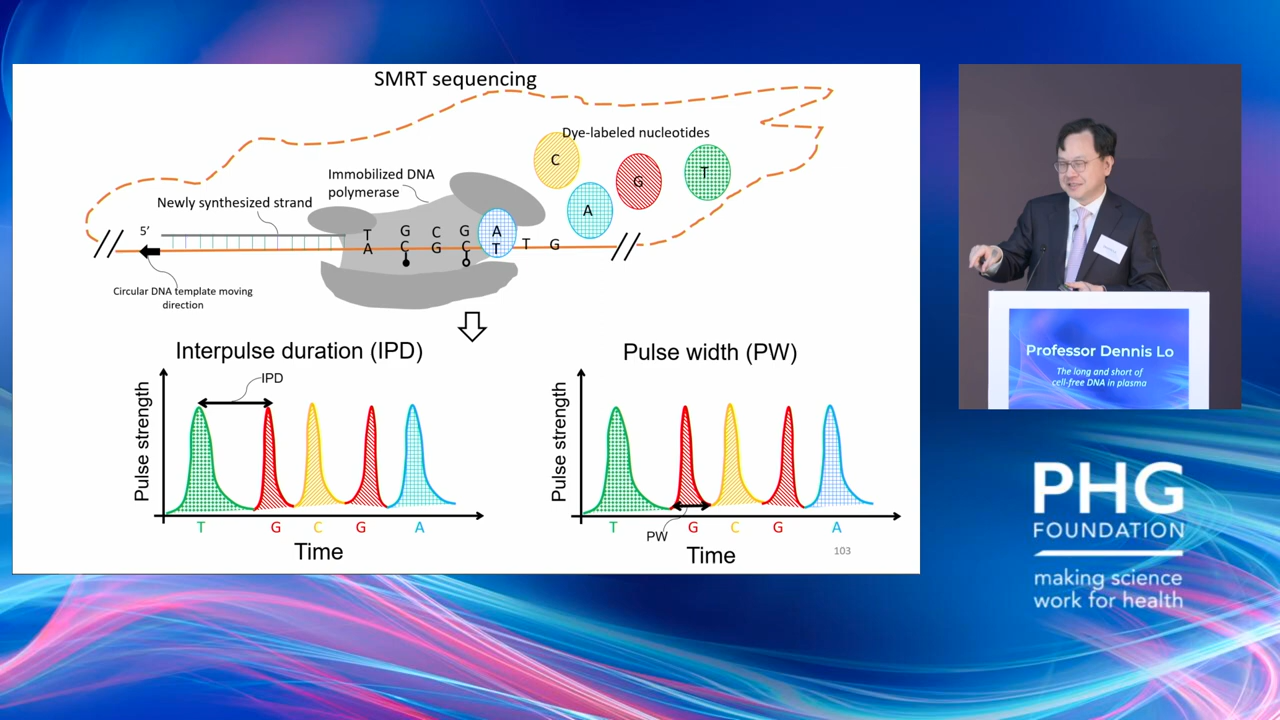 SMRT sequencing
Dye-labeled nucleotides
C
G
T
A
Immobilized DNA
polymerase
Newly synthesized strand
5'
T G C G A
A C G C T T G
Circular DNA template moving
direction
Interpulse duration (IPD)
IPD
Pulse strength
T G C G A
Time
Pulse width (PW)
Pulse strength
PW
T G C G A
Time
103
Professor Dennis Lo
The long and short of
cell-free DNA in plasma
PHG
FOUNDATION
making science
work for health